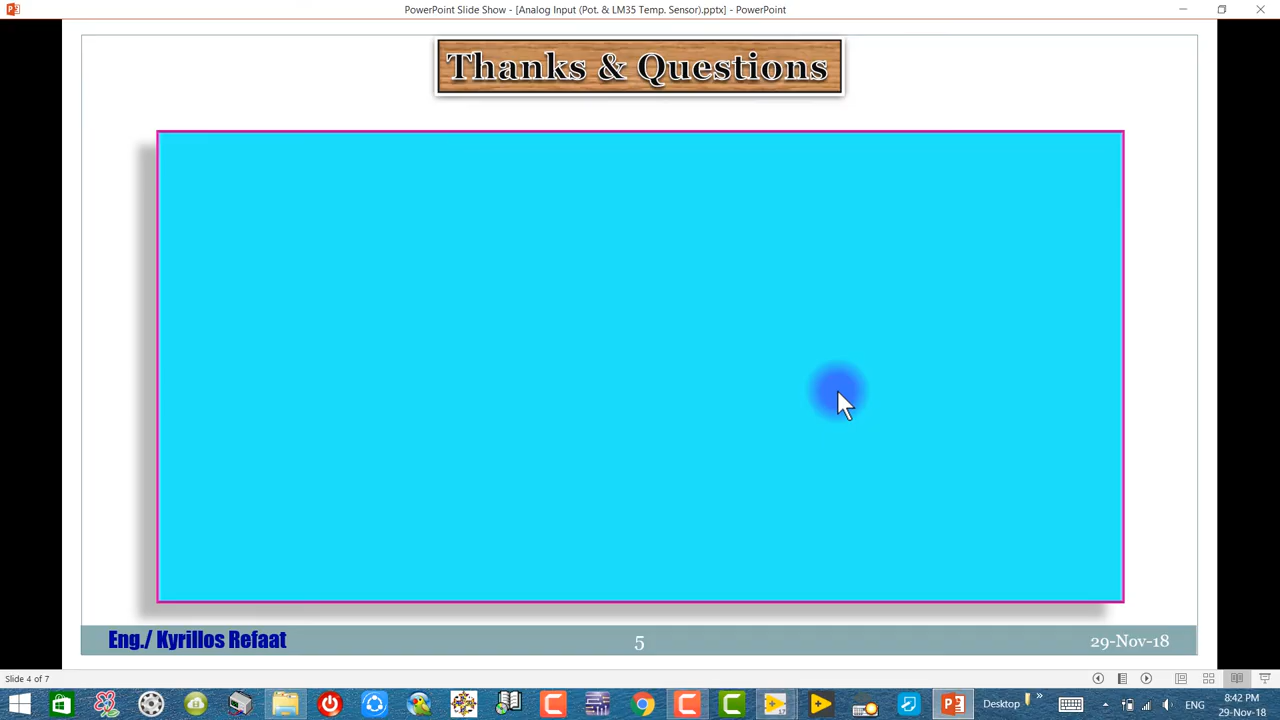 PowerPoint Slide Show - [Analog Input (Pot. & LM35 Temp. Sensor).pptx] - PowerPoint
Thanks & Questions
Eng./ Kyrillos Refaat
5
29-Nov-18
Slide 4 of 7
Desktop
ENG
8:42 PM
29-Nov-18